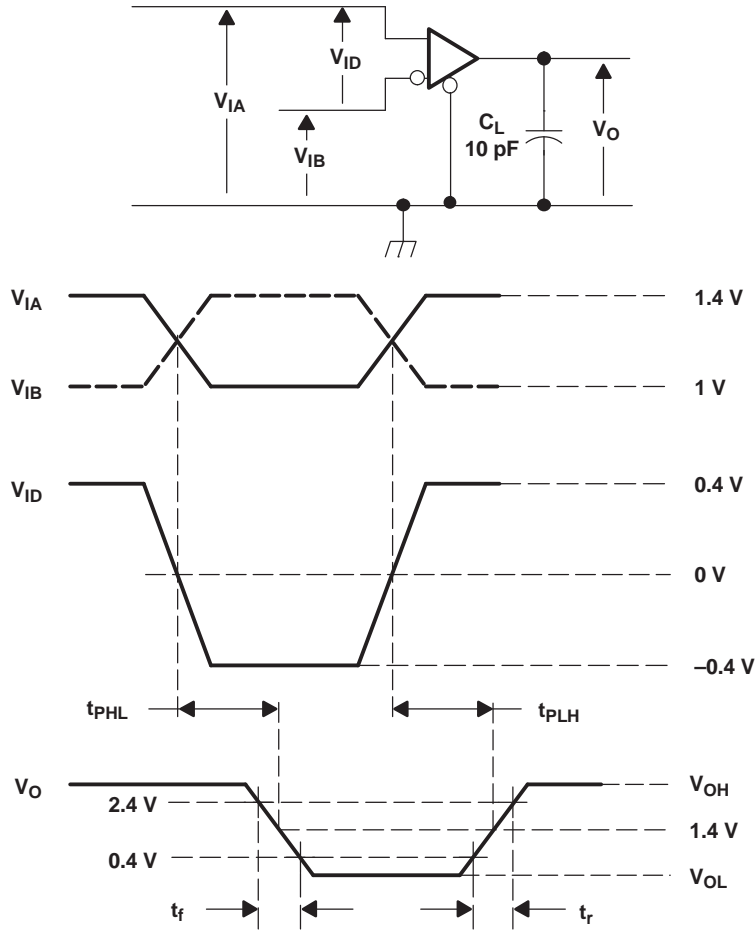 V_ID
V_IA
V_IB
C_L
10 pF
V_O
V_IA
1.4 V
V_IB
1 V
V_ID
0.4 V
0 V
–0.4 V
t_PHL
t_PLH
V_O
V_OH
2.4 V
1.4 V
0.4 V
V_OL
t_f
t_r